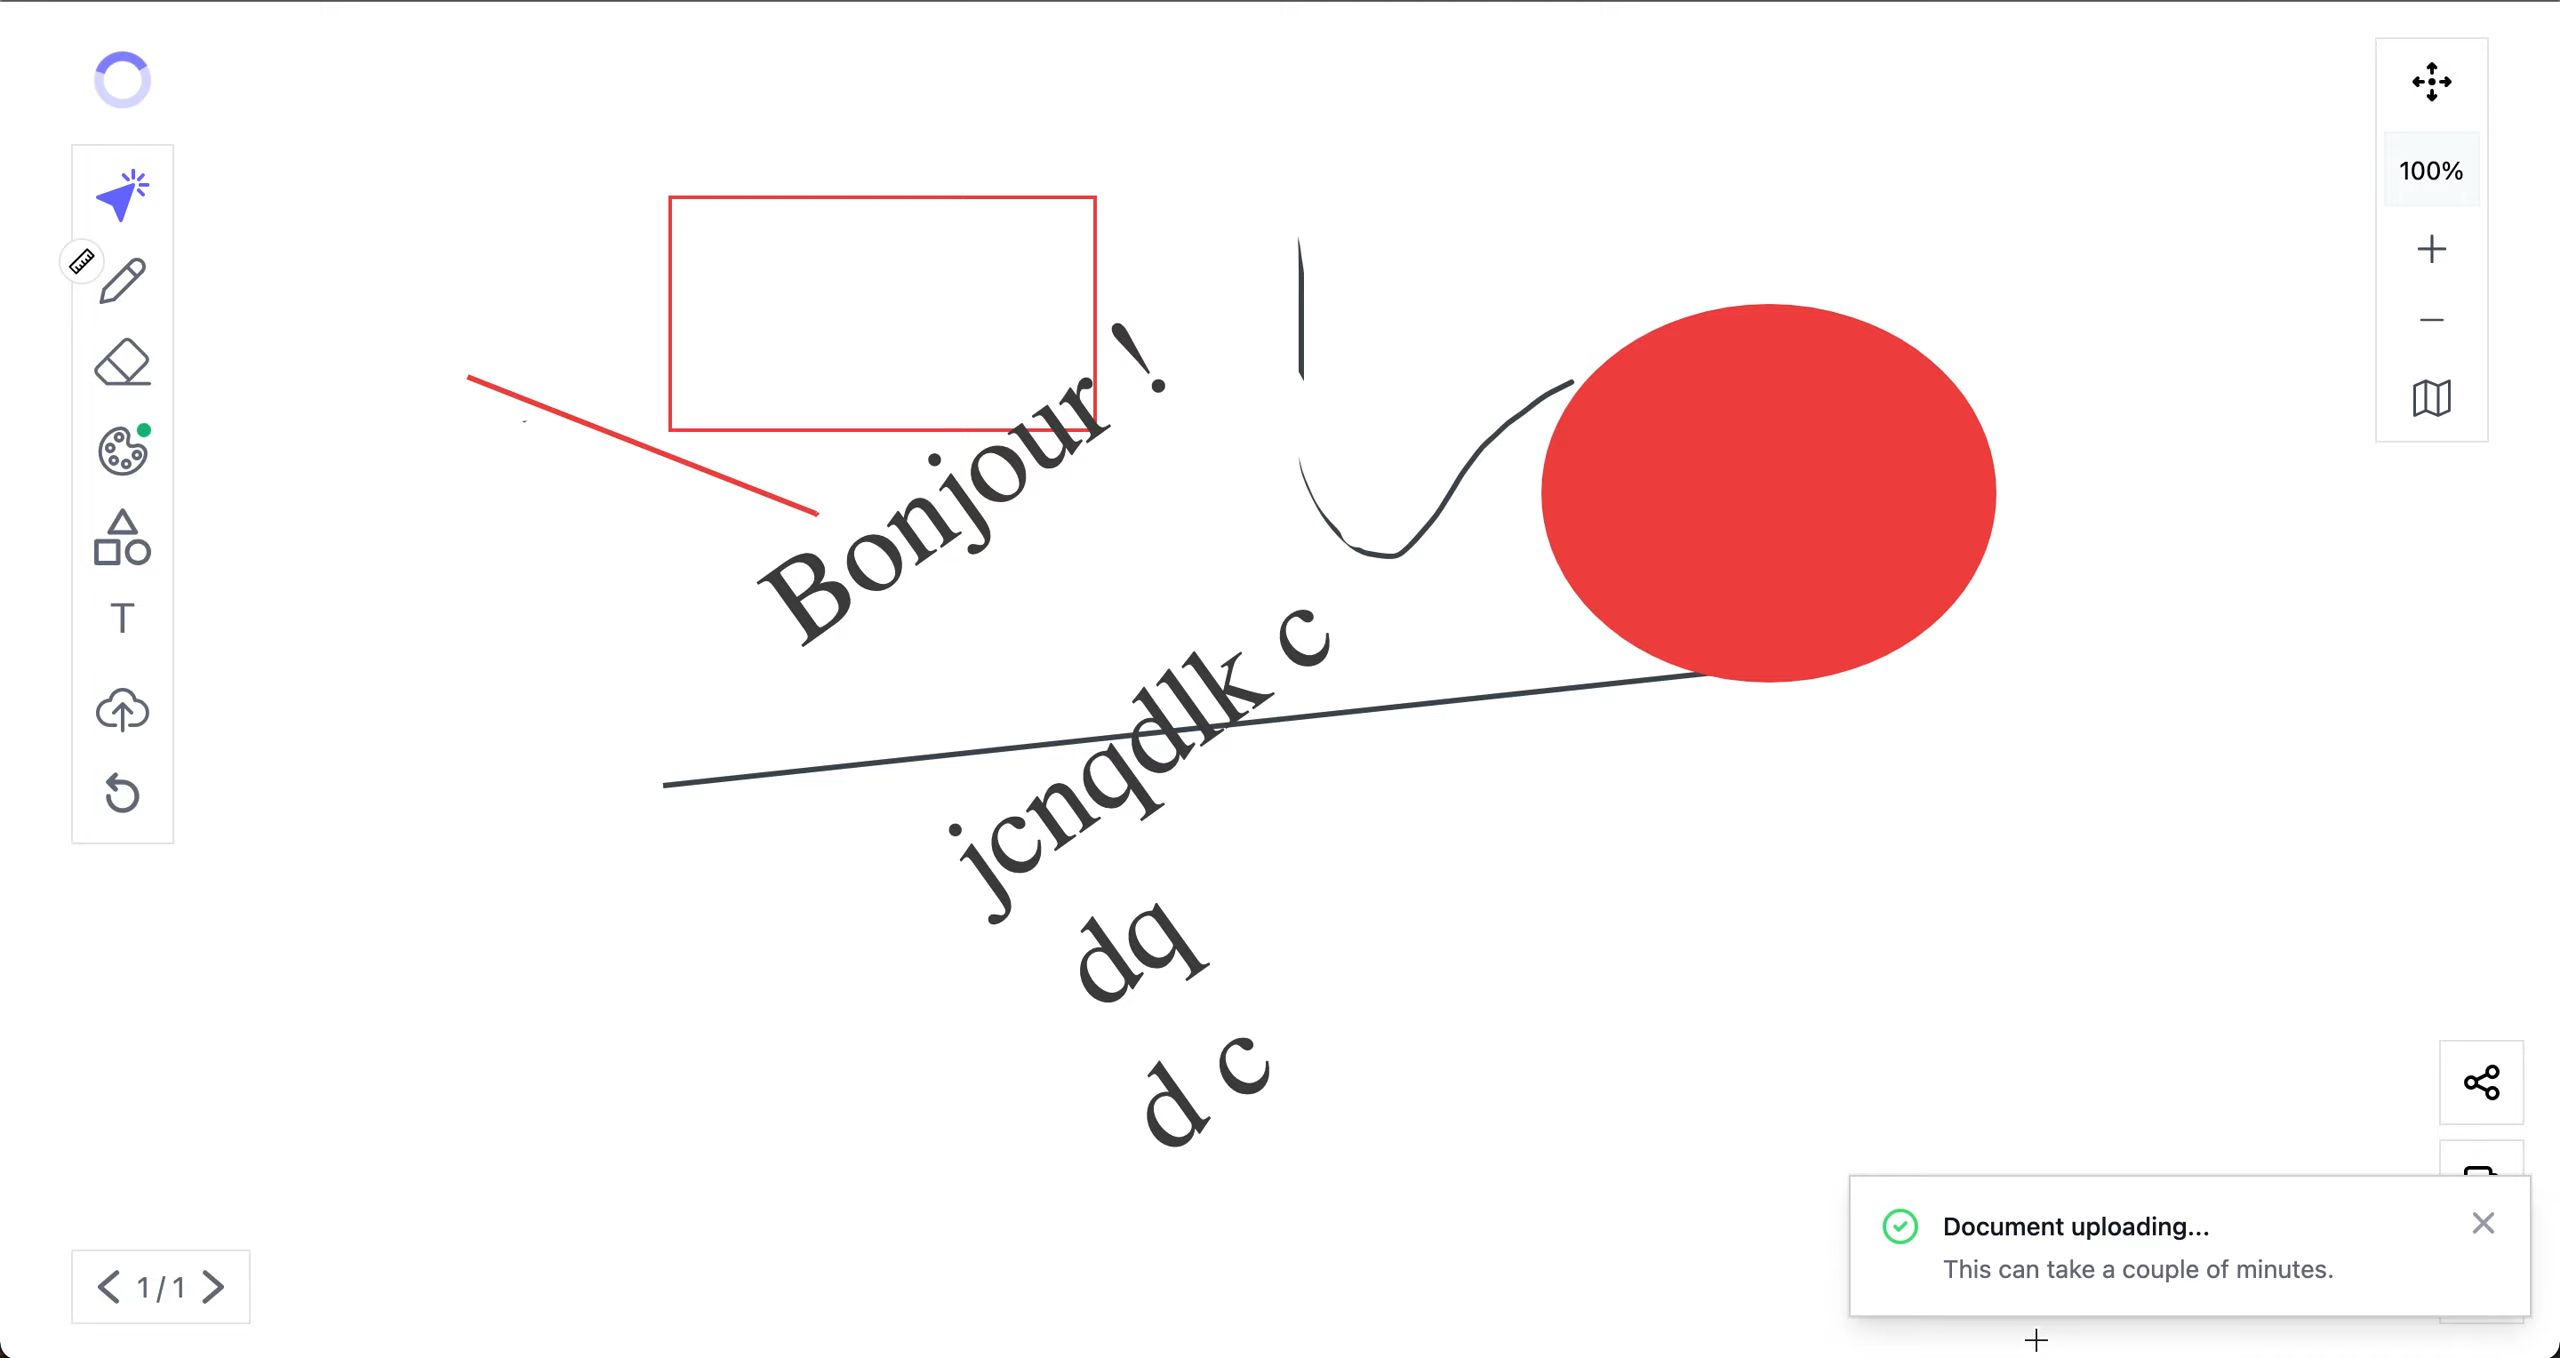 100%
Bonjour !
jcnqdlk c
dq
d c
T
Document uploading...
This can take a couple of minutes.
1 / 1